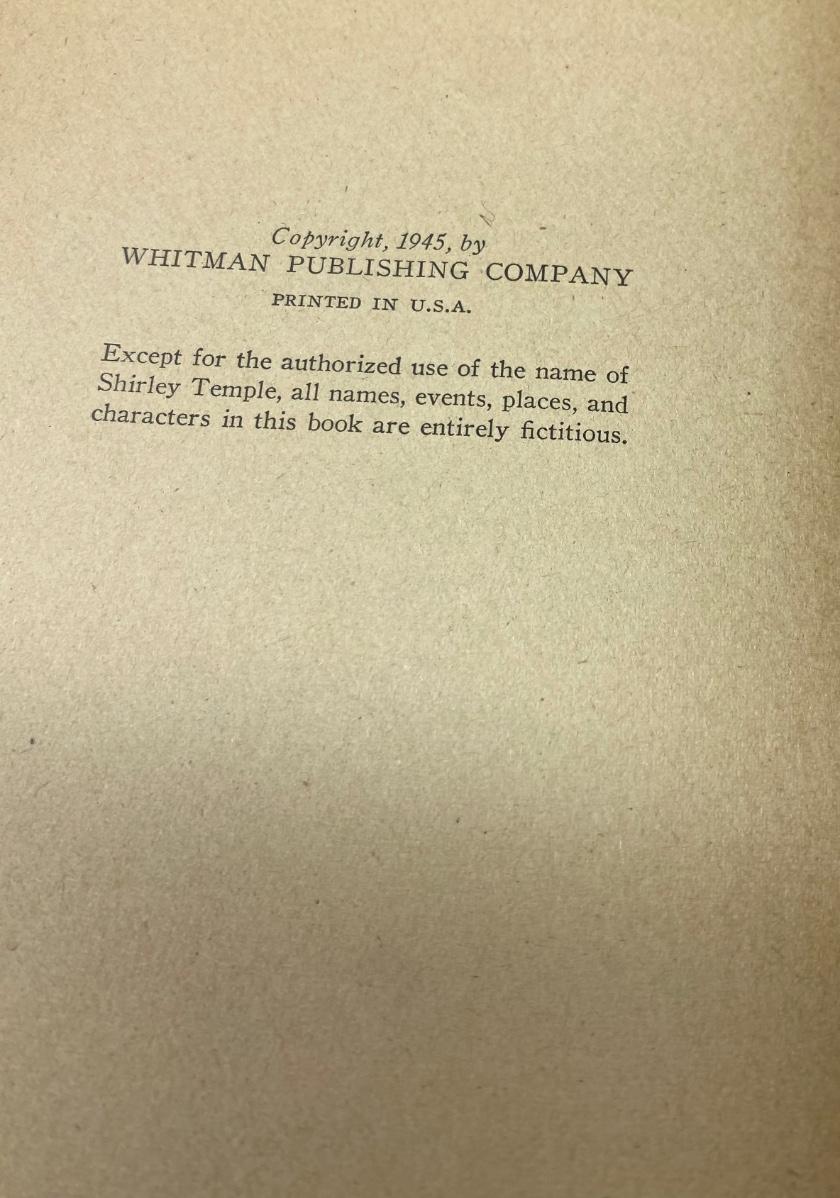 Copyright, 1945, by
WHITMAN PUBLISHING COMPANY
PRINTED IN U.S.A.
Except for the authorized use of the name of
Shirley Temple, all names, events, places, and
characters in this book are entirely fictitious.